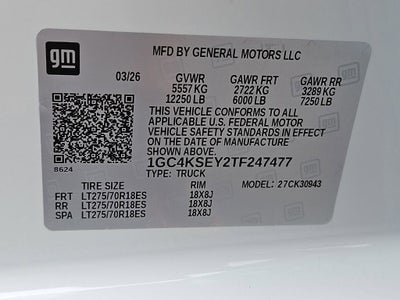 gm
MFD BY GENERAL MOTORS LLC
03/26 GVWR GAWR FRT GAWR RR
5557 KG 2722 KG 3289 KG
12250 LB 6000 LB 7250 LB
THIS VEHICLE CONFORMS TO ALL
APPLICABLE U.S. FEDERAL MOTOR
VEHICLE SAFETY STANDARDS IN EFFECT
ON THE DATE OF MANUFACTURE
SHOWN ABOVE.
1GC4KSEY2TF247477
8624 TYPE: TRUCK
TIRE SIZE RIM MODEL: 27CK30943
FRT LT275/70R18ES 18X8J
RR LT275/70R18ES 18X8J
SPA LT275/70R18ES 18X8J